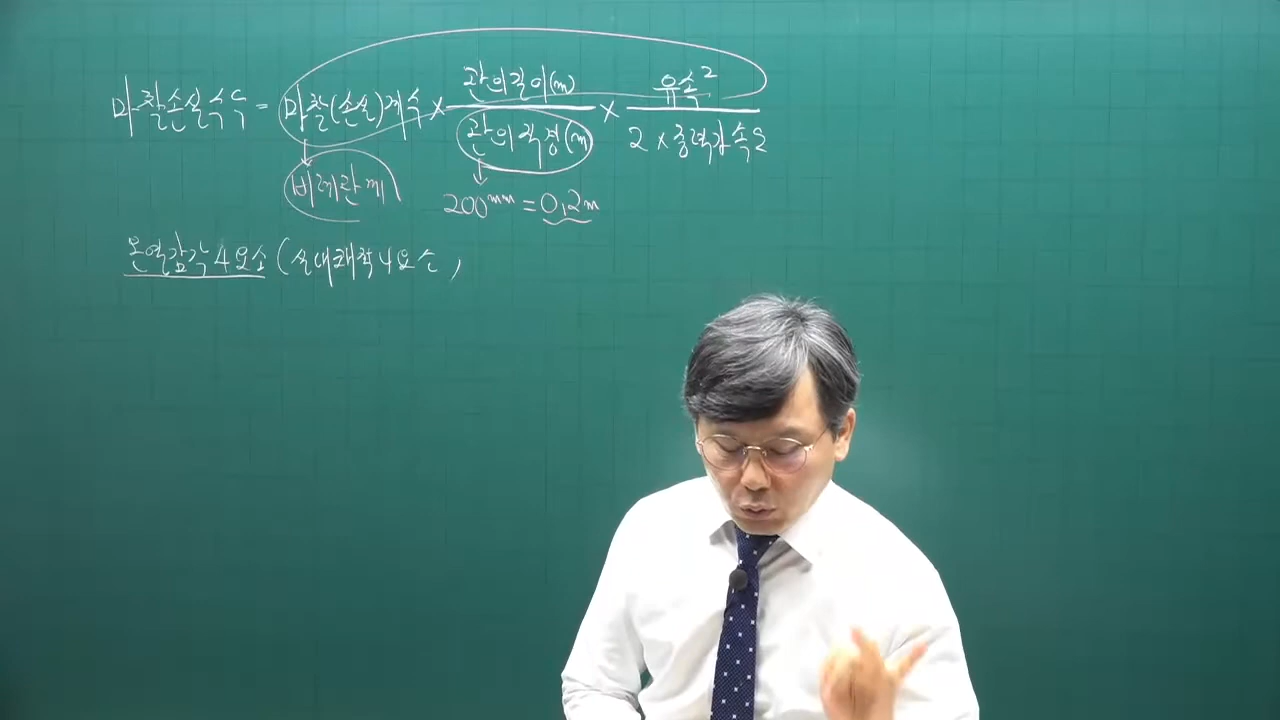 마찰손실수두 = 마찰(손실)계수 × 관의길이(m) / 관의직경(m) × 유속² / 2 × 중력가속도
비례관계
200mm = 0.2m
온열감각 4요소 (실내쾌적 4요소)